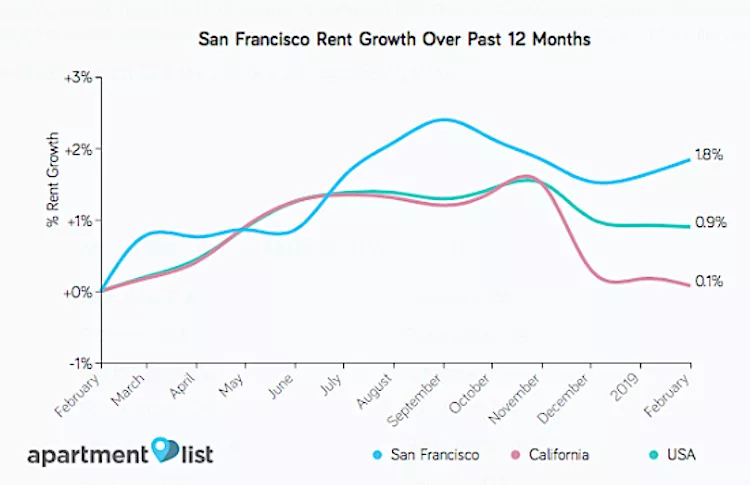 San Francisco Rent Growth Over Past 12 Months
% Rent Growth
+3%
+2%
+1%
+0%
-1%
1.8%
0.9%
0.1%
February
March
April
May
June
July
August
September
October
November
December
2019
February
apartment list
San Francisco
California
USA